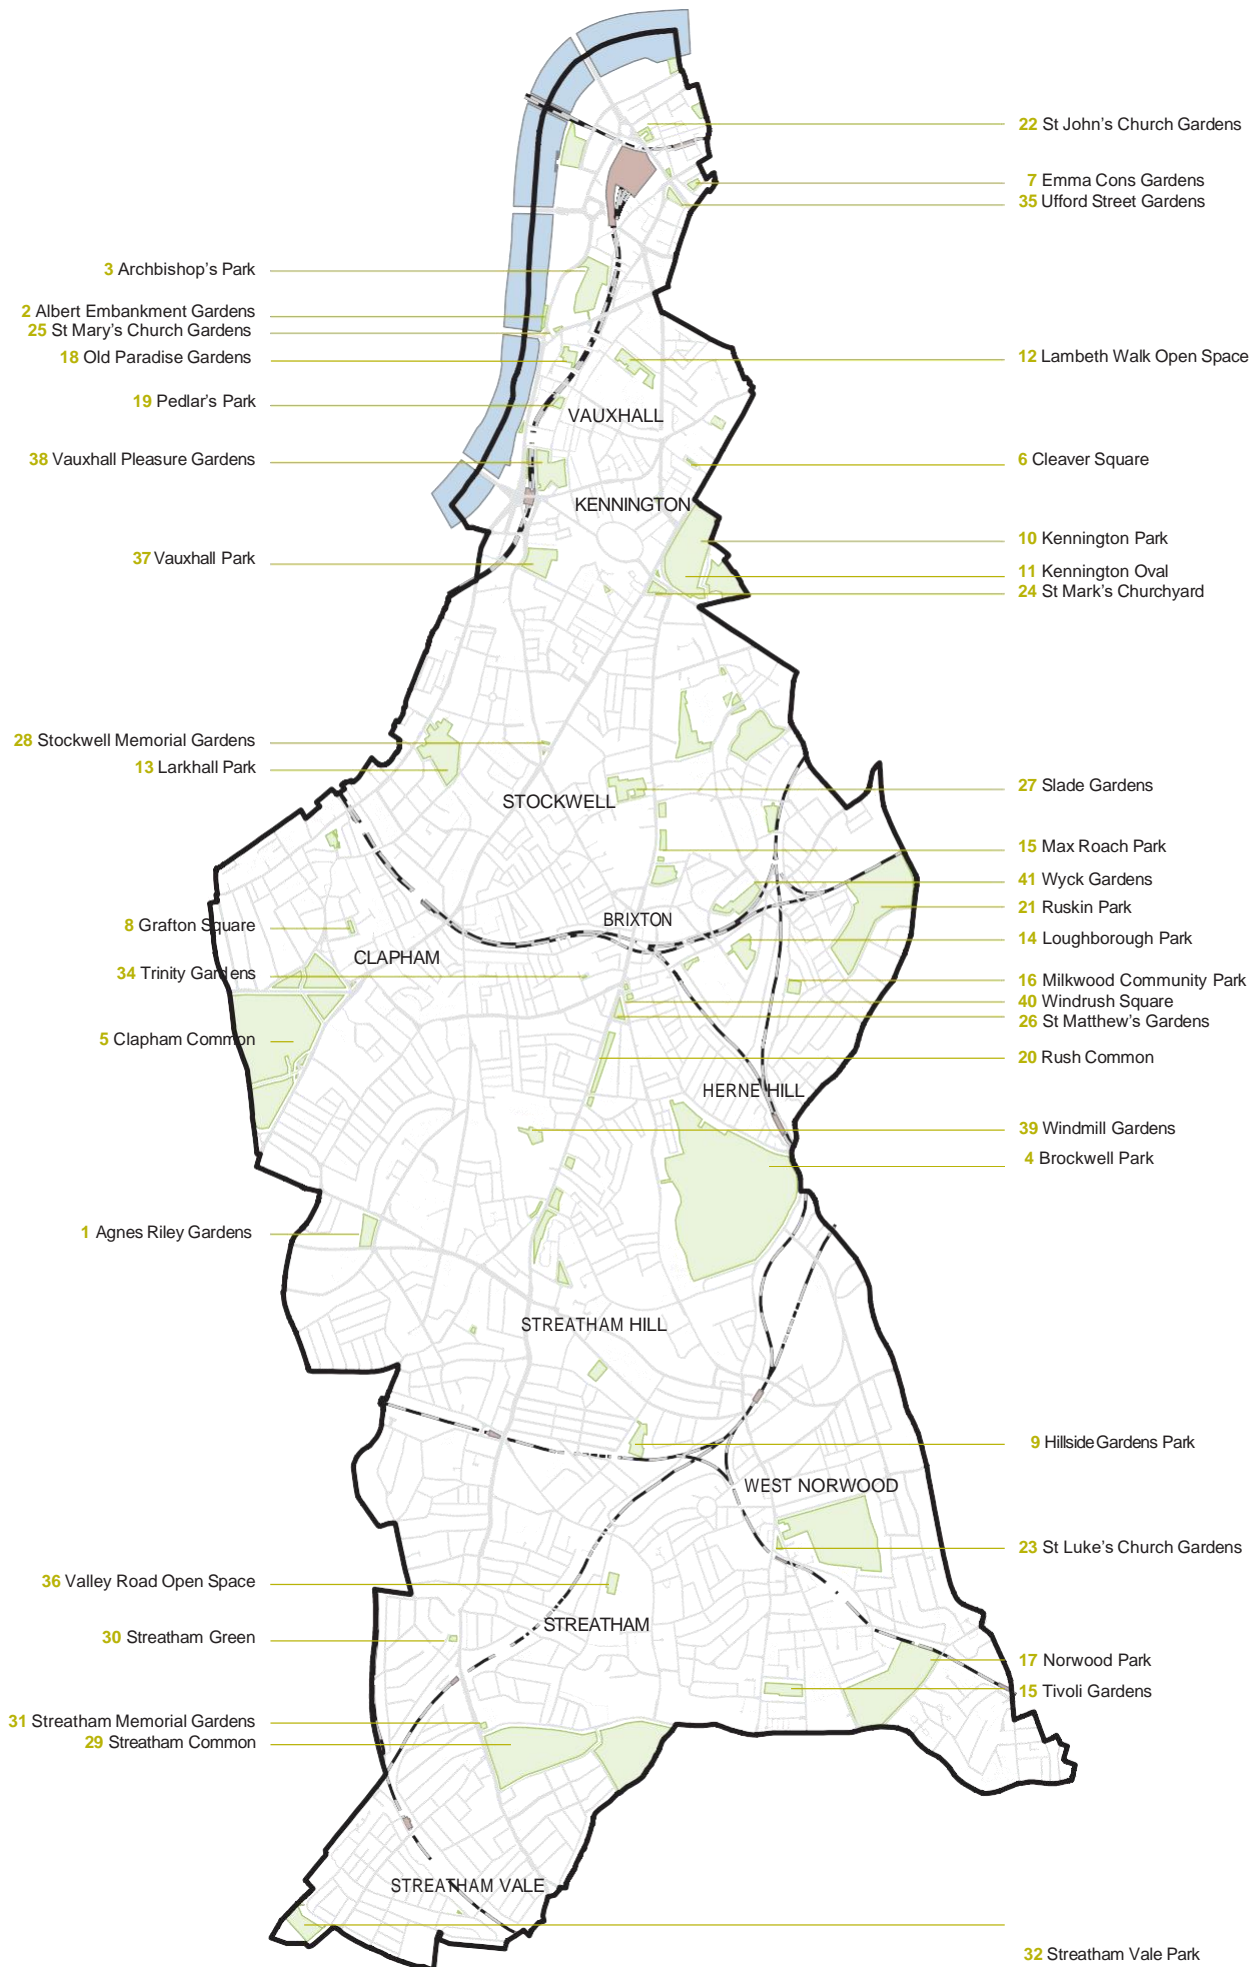 22 St John's Church Gardens
7 Emma Cons Gardens
35 Ufford Street Gardens
3 Archbishop's Park
2 Albert Embankment Gardens
25 St Mary's Church Gardens
18 Old Paradise Gardens
12 Lambeth Walk Open Space
19 Pedlar's Park
VAUXHALL
38 Vauxhall Pleasure Gardens
6 Cleaver Square
KENNINGTON
10 Kennington Park
37 Vauxhall Park
11 Kennington Oval
24 St Mark's Churchyard
28 Stockwell Memorial Gardens
13 Larkhall Park
27 Slade Gardens
STOCKWELL
15 Max Roach Park
41 Wyck Gardens
21 Ruskin Park
8 Grafton Square
BRIXTON
14 Loughborough Park
CLAPHAM
34 Trinity Gardens
16 Milkwood Community Park
40 Windrush Square
26 St Matthew's Gardens
5 Clapham Common
20 Rush Common
HERNE HILL
39 Windmill Gardens
4 Brockwell Park
1 Agnes Riley Gardens
STREATHAM HILL
9 Hillside Gardens Park
WEST NORWOOD
23 St Luke's Church Gardens
36 Valley Road Open Space
STREATHAM
30 Streatham Green
17 Norwood Park
15 Tivoli Gardens
31 Streatham Memorial Gardens
29 Streatham Common
STREATHAM VALE
32 Streatham Vale Park